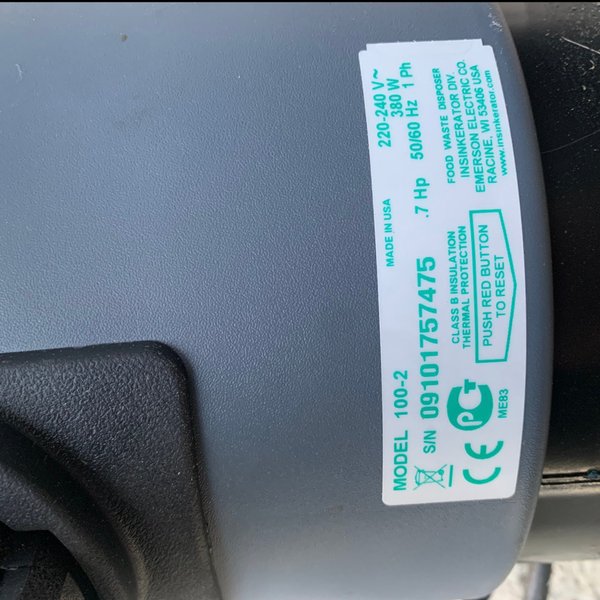 MODEL 100-2 MADE IN USA 220-240 V~
380 W
S/N 09101757475 .7 Hp 50/60 Hz 1 Ph
CLASS B INSULATION
THERMAL PROTECTION
PUSH RED BUTTON
TO RESET
FOOD WASTE DISPOSER
INSINKERATOR DIV.
EMERSON ELECTRIC CO.
RACINE, WI 53406 USA
www.insinkerator.com
CE PCT
ME83